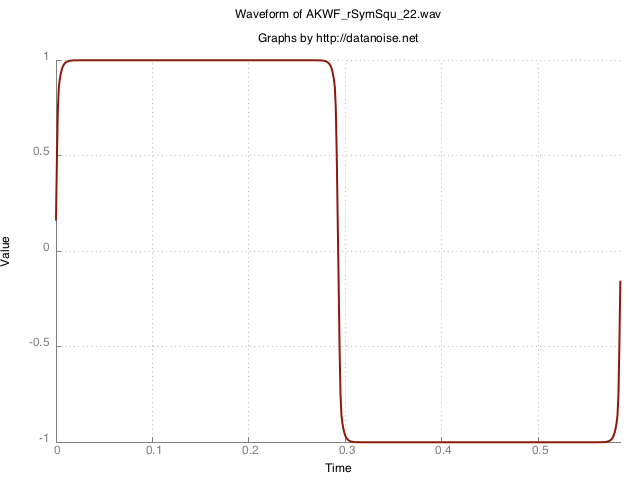 Waveform of AKWF_rSymSqu_22.wav
Graphs by http://datanoise.net
1
0.5
0
-0.5
-1
Value
0 0.1 0.2 0.3 0.4 0.5
Time